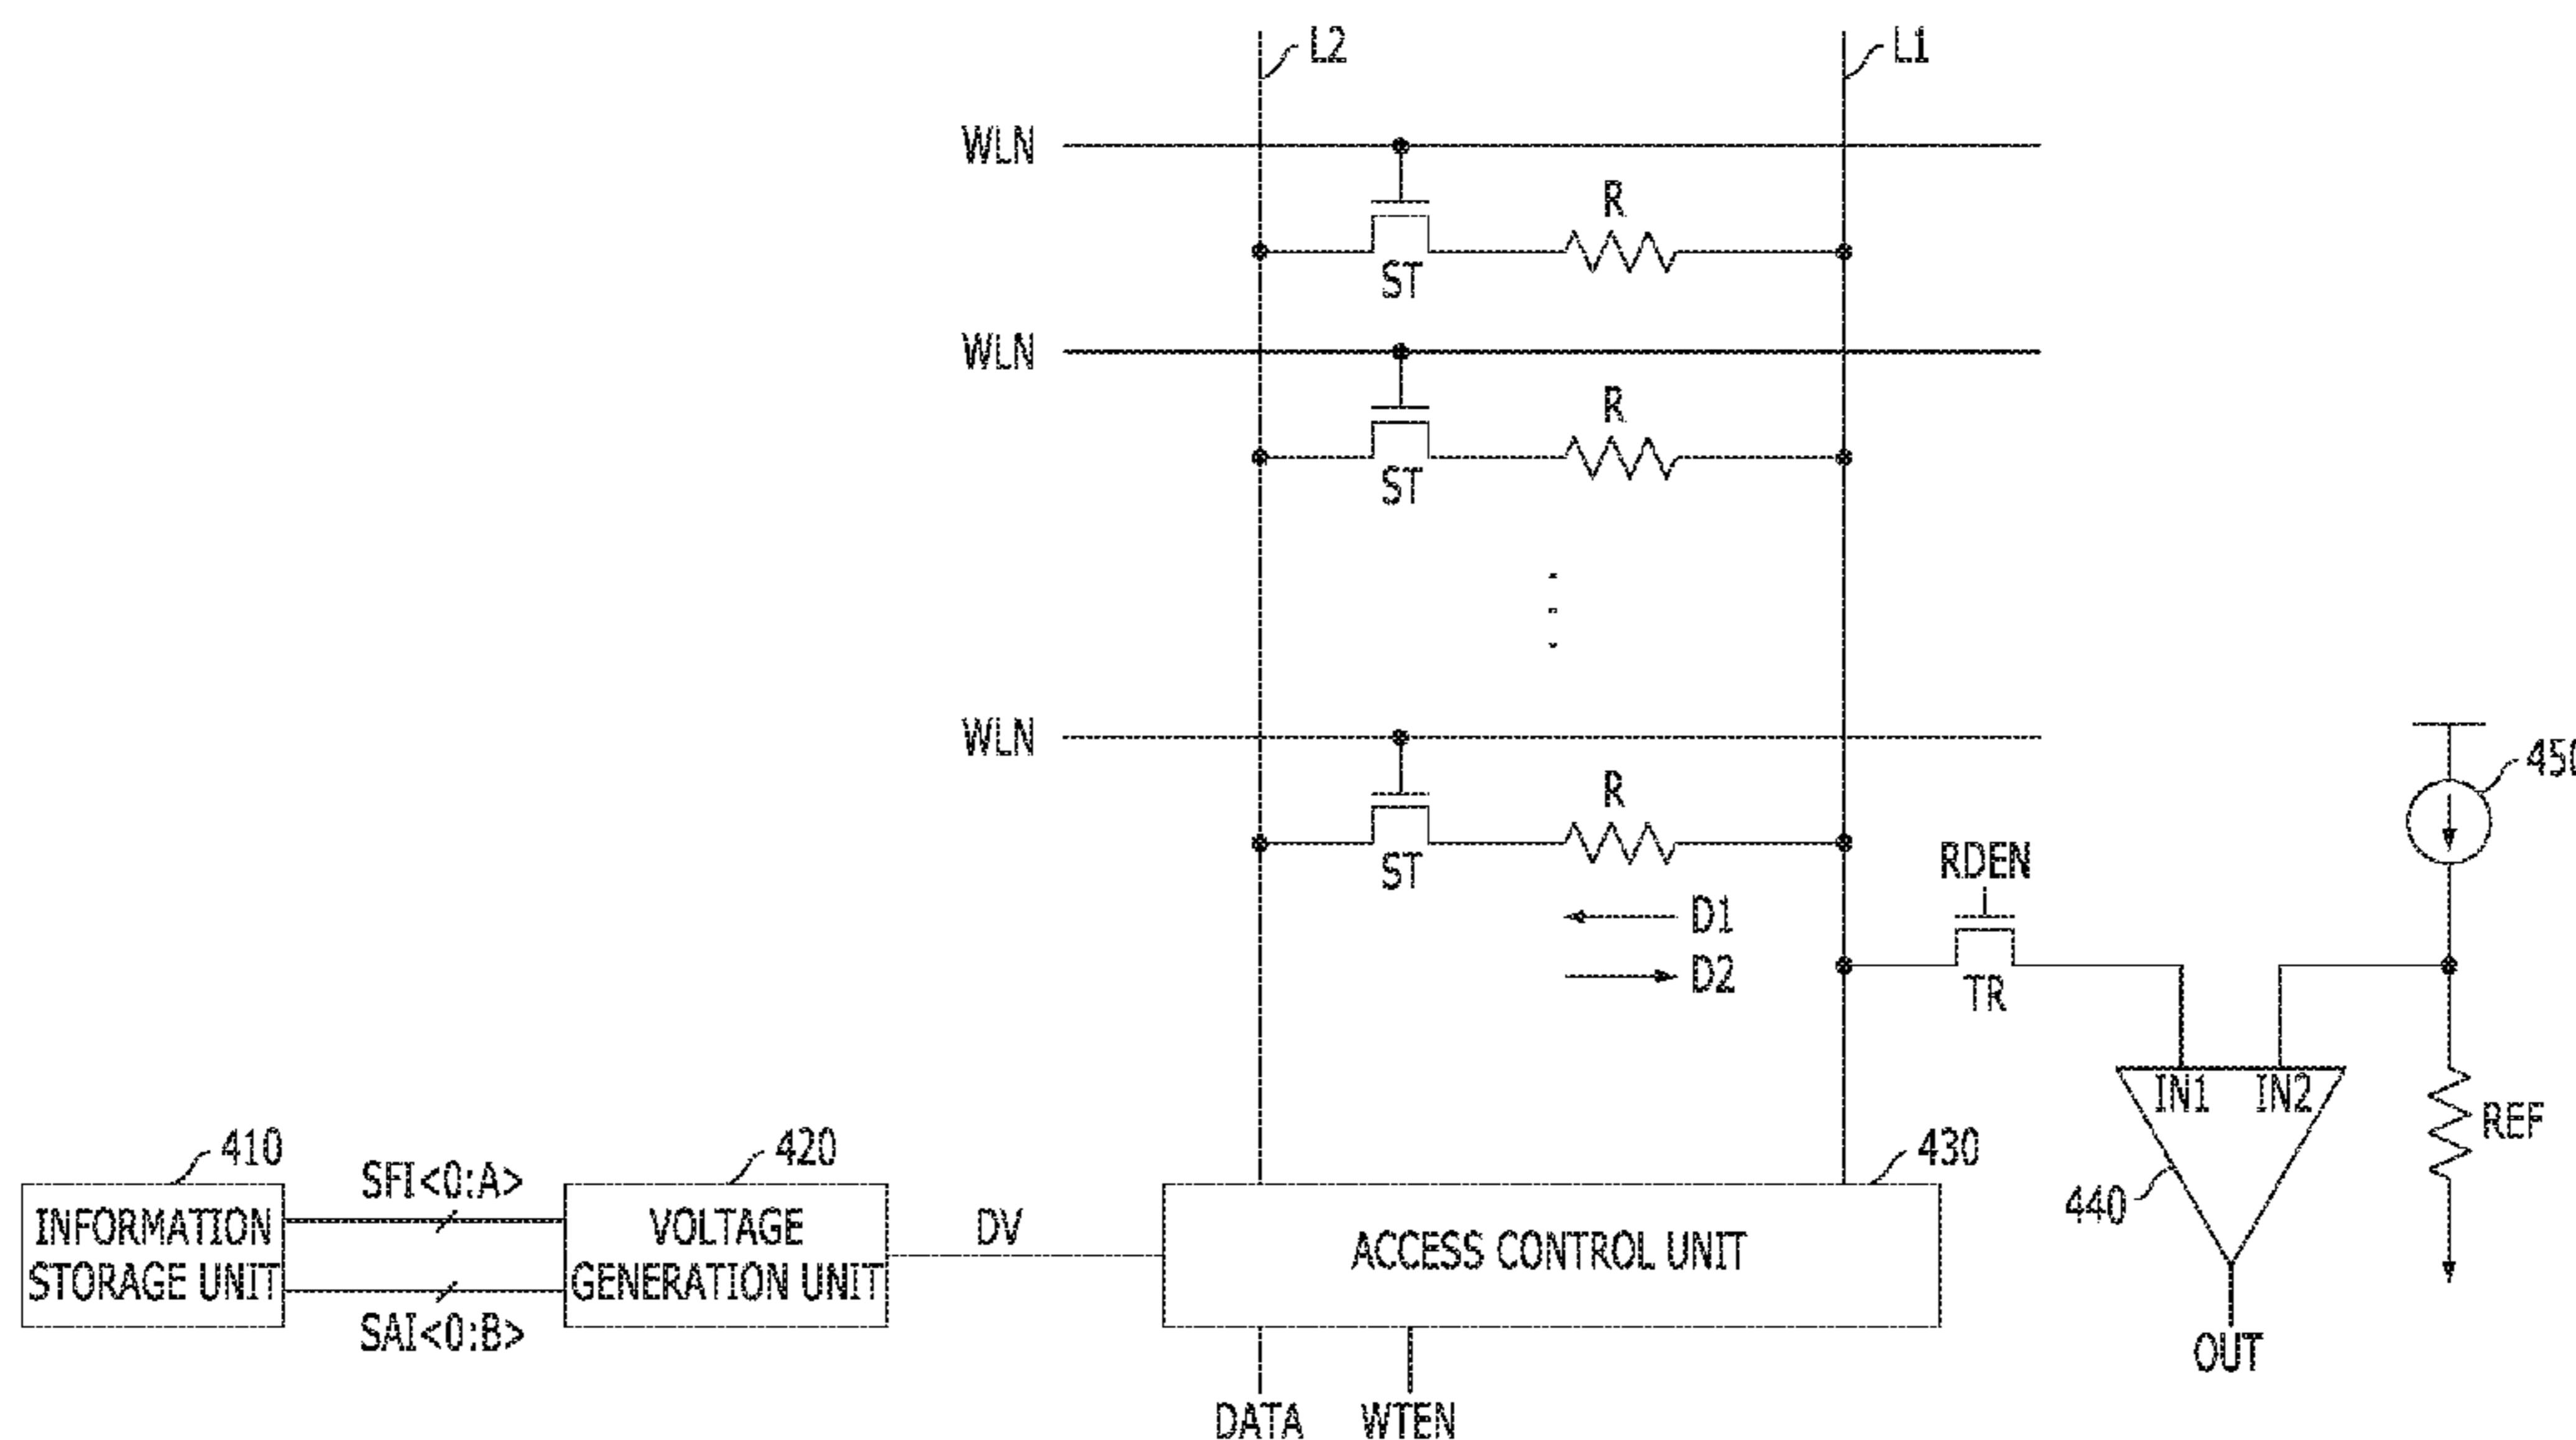 L2
L1
WLN
R
ST
WLN
R
ST
WLN
R
ST
450
RDEN
D1
D2
TR
IN1 IN2
REF
410
SFI<0:A>
420
430
440
INFORMATION
STORAGE UNIT
VOLTAGE
GENERATION UNIT
DV
ACCESS CONTROL UNIT
SAI<0:B>
OUT
DATA
WTEN